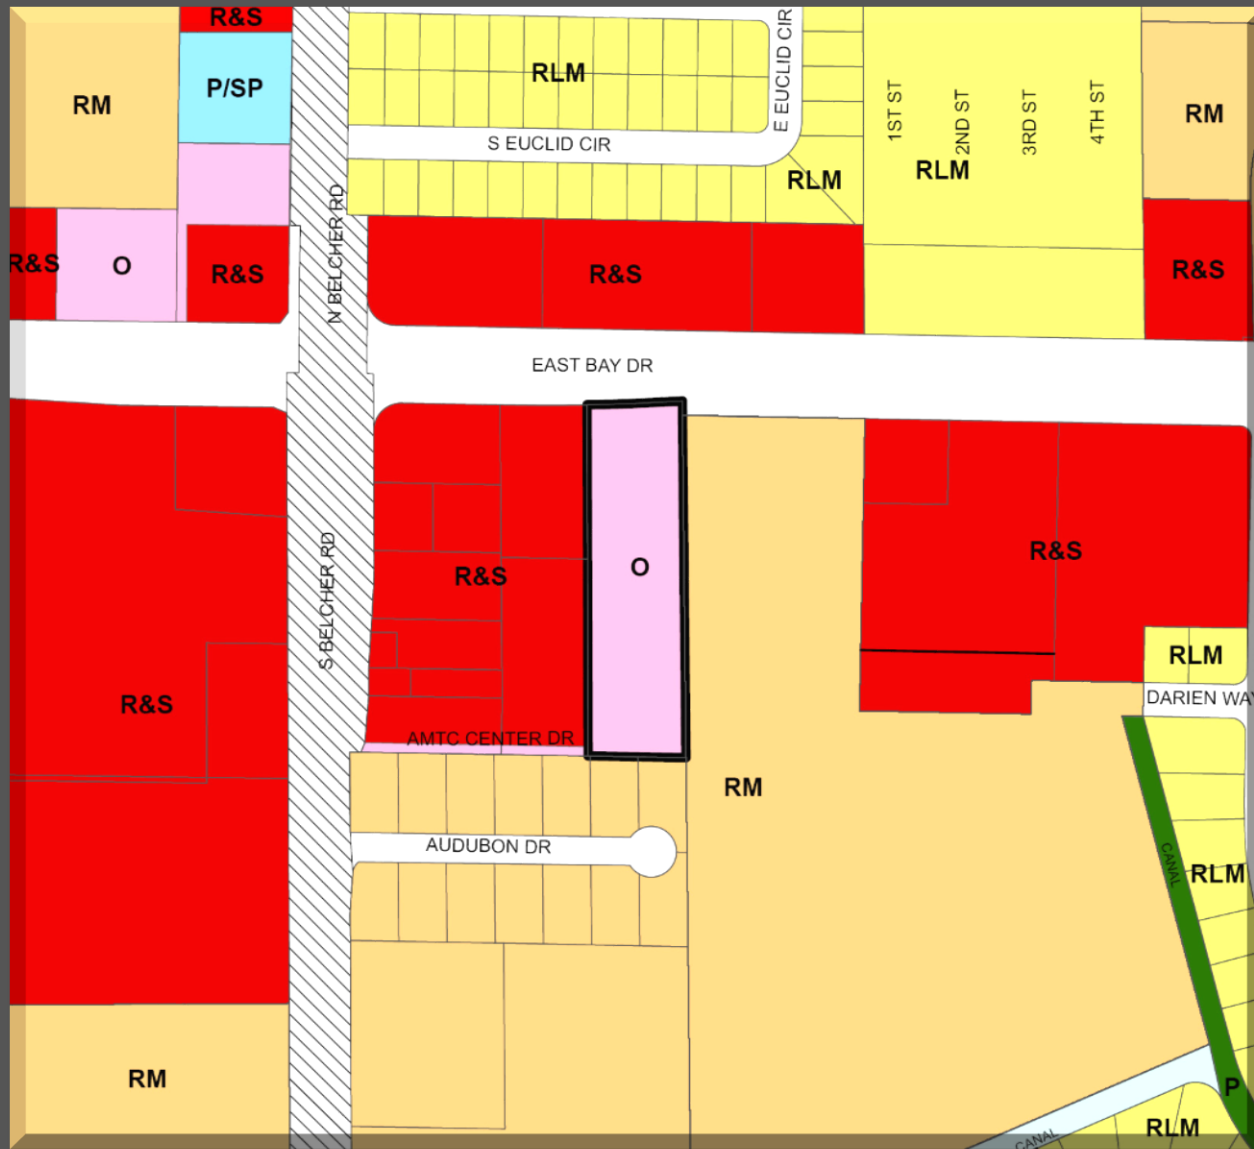 R&S
RLM
E EUCLID CIR
P/SP
RM
1ST ST
2ND ST
3RD ST
4TH ST
RM
S EUCLID CIR
RLM
RLM
N BELCHER RD
R&S
O
R&S
R&S
R&S
EAST BAY DR
R&S
O
R&S
S BELCHER RD
RLM
DARIEN WAY
R&S
AMTC CENTER DR
RM
AUDUBON DR
CANAL
RLM
RM
P
RLM
CANAL